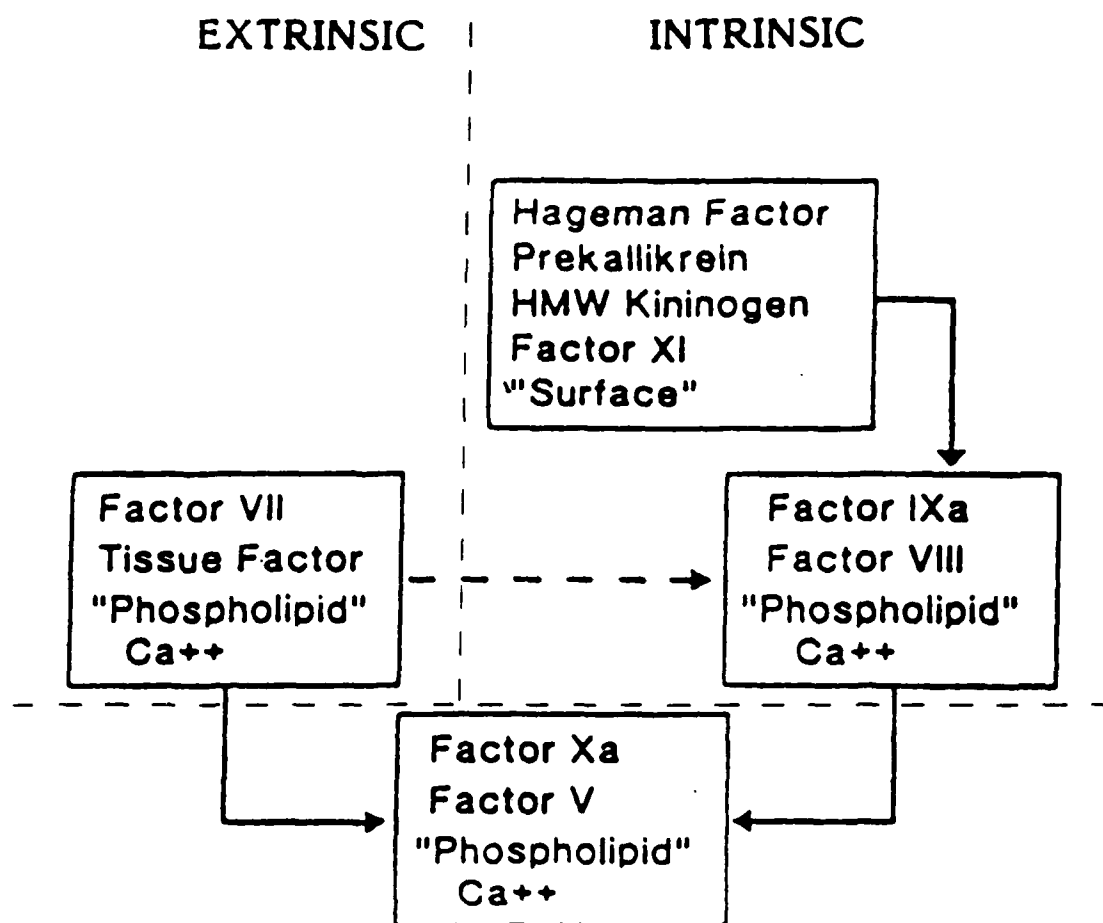 EXTRINSIC
INTRINSIC
Hageman Factor
Prekallikrein
HMW Kininogen
Factor XI
"Surface"
Factor VII
Tissue Factor
"Phospholipid"
Ca++
Factor IXa
Factor VIII
"Phospholipid"
Ca++
Factor Xa
Factor V
"Phospholipid"
Ca++